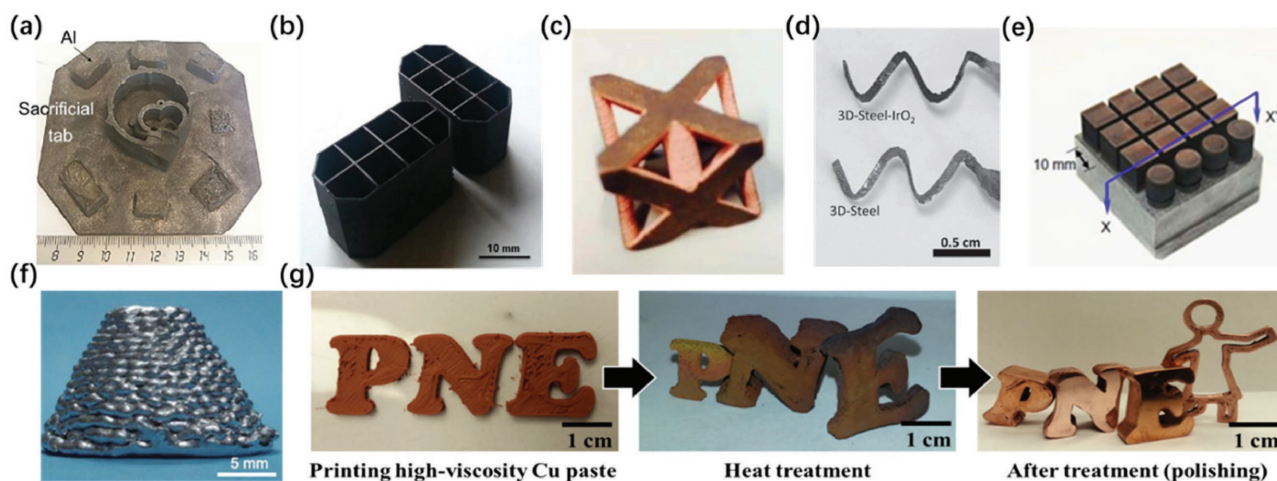 (a)
Al
Sacrificial
tab
6 7 8 9 10 11 12 13 14 15 16
(b)
10 mm
(c)
(d)
3D-Steel-IrO₂
3D-Steel
0.5 cm
(e)
X'
10 mm
X
(f)
5 mm
(g)
PNE
1 cm
Printing high-viscosity Cu paste
PNE
1 cm
Heat treatment
PNE
1 cm
After treatment (polishing)